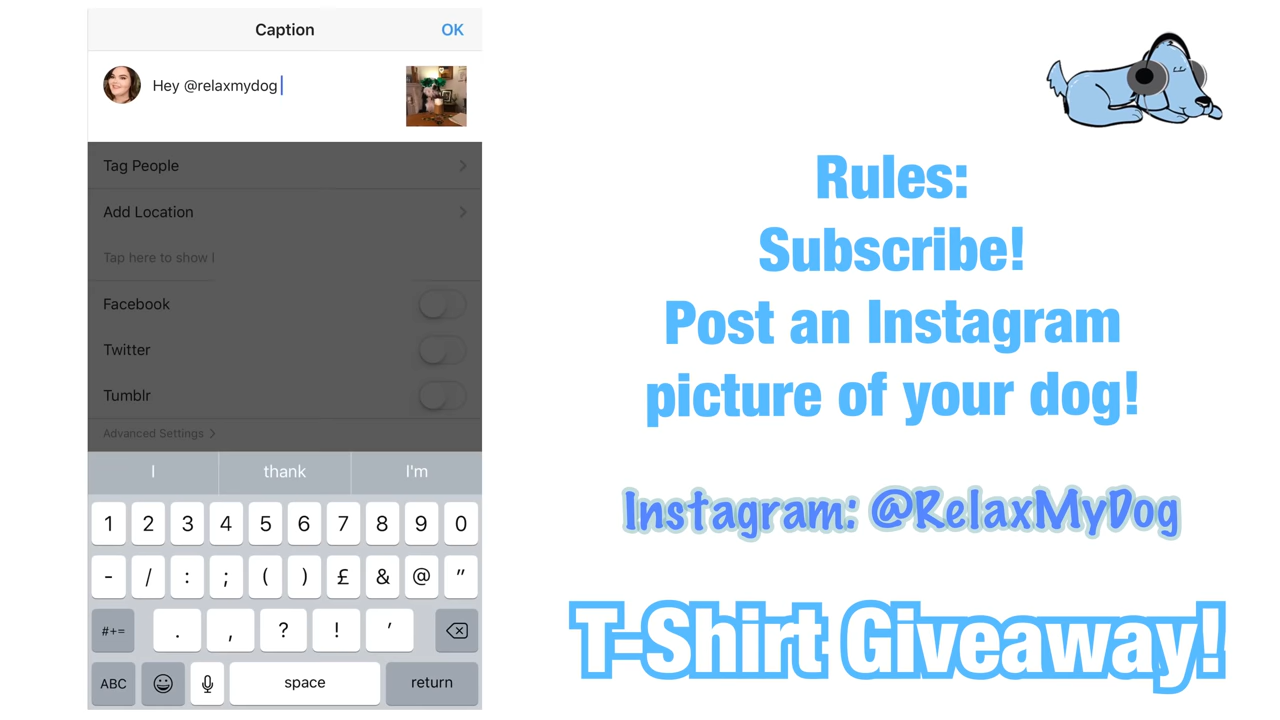 Caption
OK
Hey @relaxmydog
Tag People
Add Location
Tap here to show l
Facebook
Twitter
Tumblr
Advanced Settings
I thank I'm
1 2 3 4 5 6 7 8 9 0
- / : ; ( ) £ & @ "
#+= . , ? ! '
ABC space return
Rules:
Subscribe!
Post an Instagram
picture of your dog!
Instagram: @RelaxMyDog
T-Shirt Giveaway!